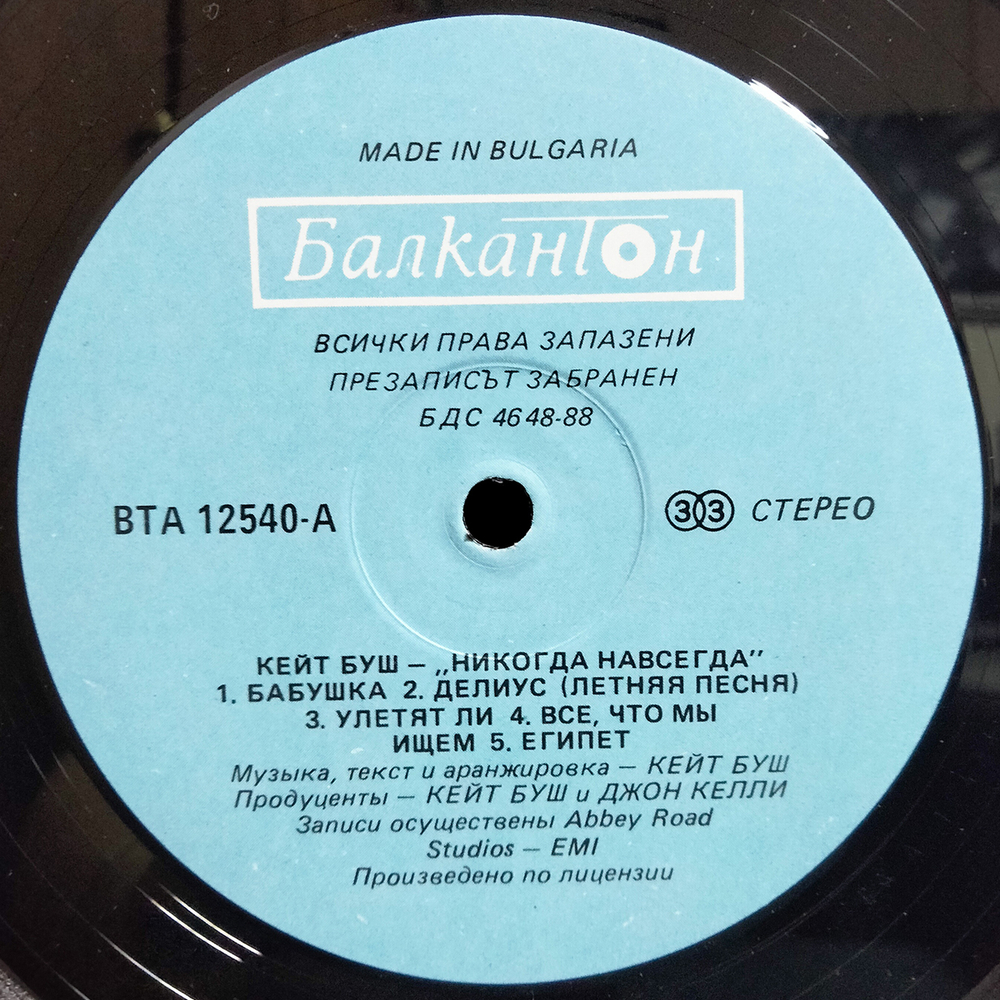 MADE IN BULGARIA
Балкантон
ВСИЧКИ ПРАВА ЗАПАЗЕНИ
ПРЕЗАПИСЪТ ЗАБРАНЕН
БДС 4648-88
ВТА 12540-А
33 СТЕРЕО
КЕЙТ БУШ — „НИКОГДА НАВСЕГДА”
1. БАБУШКА 2. ДЕЛИУС (ЛЕТНЯЯ ПЕСНЯ)
3. УЛЕТЯТ ЛИ 4. ВСЕ, ЧТО МЫ
ИЩЕМ 5. ЕГИПЕТ
Музыка, текст и аранжировка — КЕЙТ БУШ
Продуценты — КЕЙТ БУШ и ДЖОН КЕЛЛИ
Записи осуществены Abbey Road
Studios — EMI
Произведено по лицензии